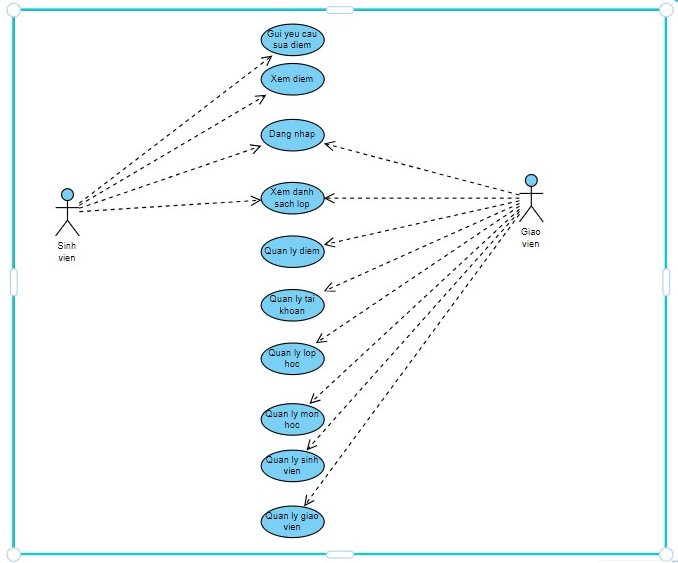 Gui yeu cau
sua diem
Xem diem
Dang nhap
Xem danh
sach lop
Quan ly diem
Quan ly tai
khoan
Quan ly lop
hoc
Quan ly mon
hoc
Quan ly sinh
vien
Quan ly giao
vien
Sinh
vien
Giao
vien